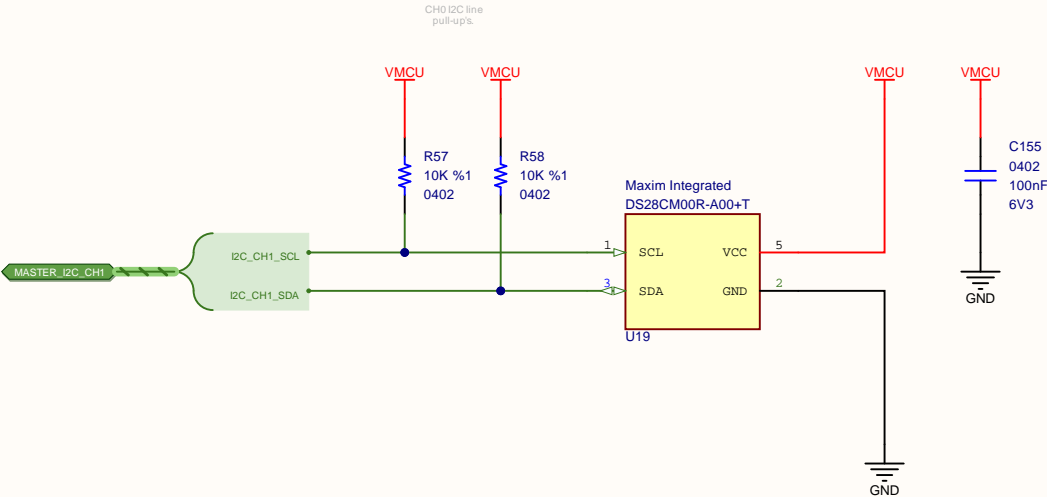 CH0 I2C line
pull-up's.
VMCU
VMCU
VMCU
VMCU
R57
10K %1
0402
R58
10K %1
0402
C155
0402
100nF
6V3
Maxim Integrated
DS28CM00R-A00+T
I2C_CH1_SCL
1
SCL
VCC
5
MASTER_I2C_CH1
I2C_CH1_SDA
3
SDA
GND
2
GND
U19
GND